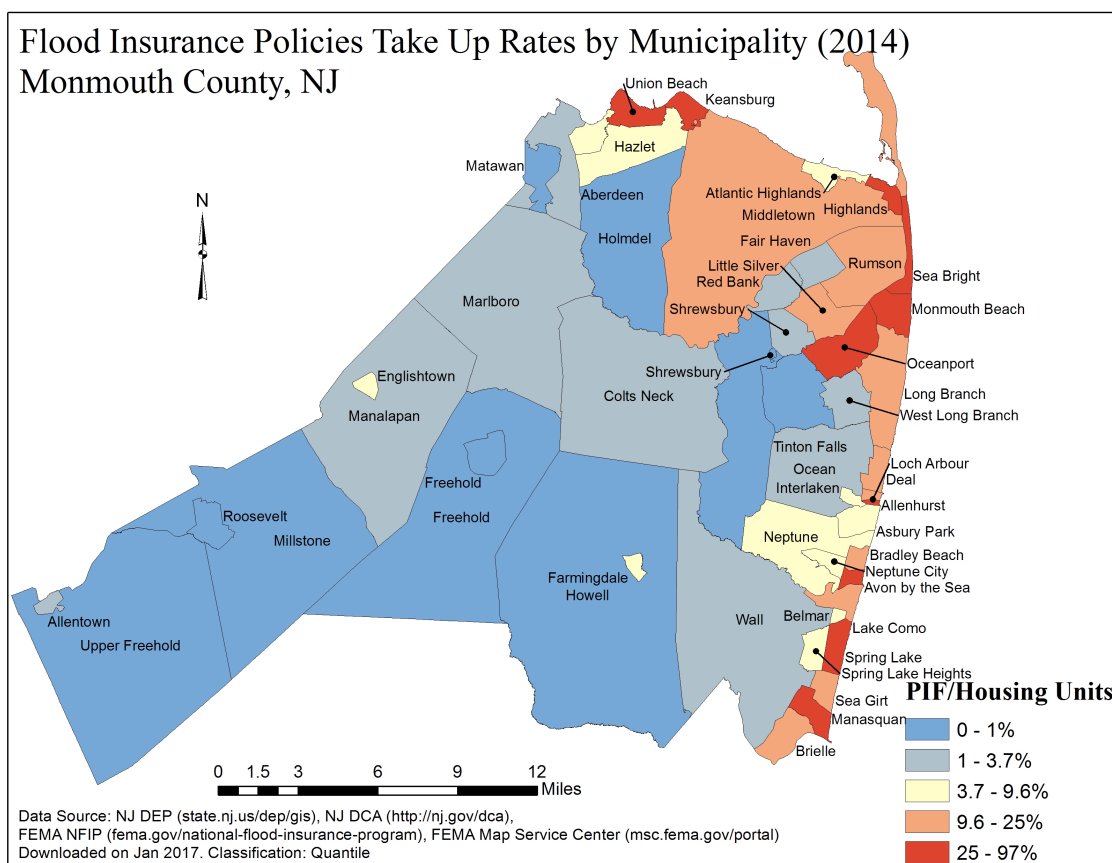 Flood Insurance Policies Take Up Rates by Municipality (2014)
Monmouth County, NJ
Union Beach
Keansburg
Hazlet
Matawan
Aberdeen
Holmdel
Atlantic Highlands
Middletown
Highlands
N
Fair Haven
Little Silver
Rumson
Red Bank
Sea Bright
Marlboro
Shrewsbury
Monmouth Beach
Oceanport
Shrewsbury
Englishtown
Colts Neck
Long Branch
Manalapan
West Long Branch
Tinton Falls
Loch Arbour
Ocean
Deal
Freehold
Interlaken
Allenhurst
Roosevelt
Freehold
Asbury Park
Millstone
Neptune
Bradley Beach
Neptune City
Farmingdale
Avon by the Sea
Howell
Allentown
Wall
Belmar
Lake Como
Upper Freehold
Spring Lake
Spring Lake Heights
Sea Girt
Manasquan
Brielle
PIF/Housing Units
0 - 1%
1 - 3.7%
3.7 - 9.6%
9.6 - 25%
25 - 97%
0 1.5 3 6 9 12
Miles
Data Source: NJ DEP (state.nj.us/dep/gis), NJ DCA (http://nj.gov/dca),
FEMA NFIP (fema.gov/national-flood-insurance-program), FEMA Map Service Center (msc.fema.gov/portal)
Downloaded on Jan 2017. Classification: Quantile